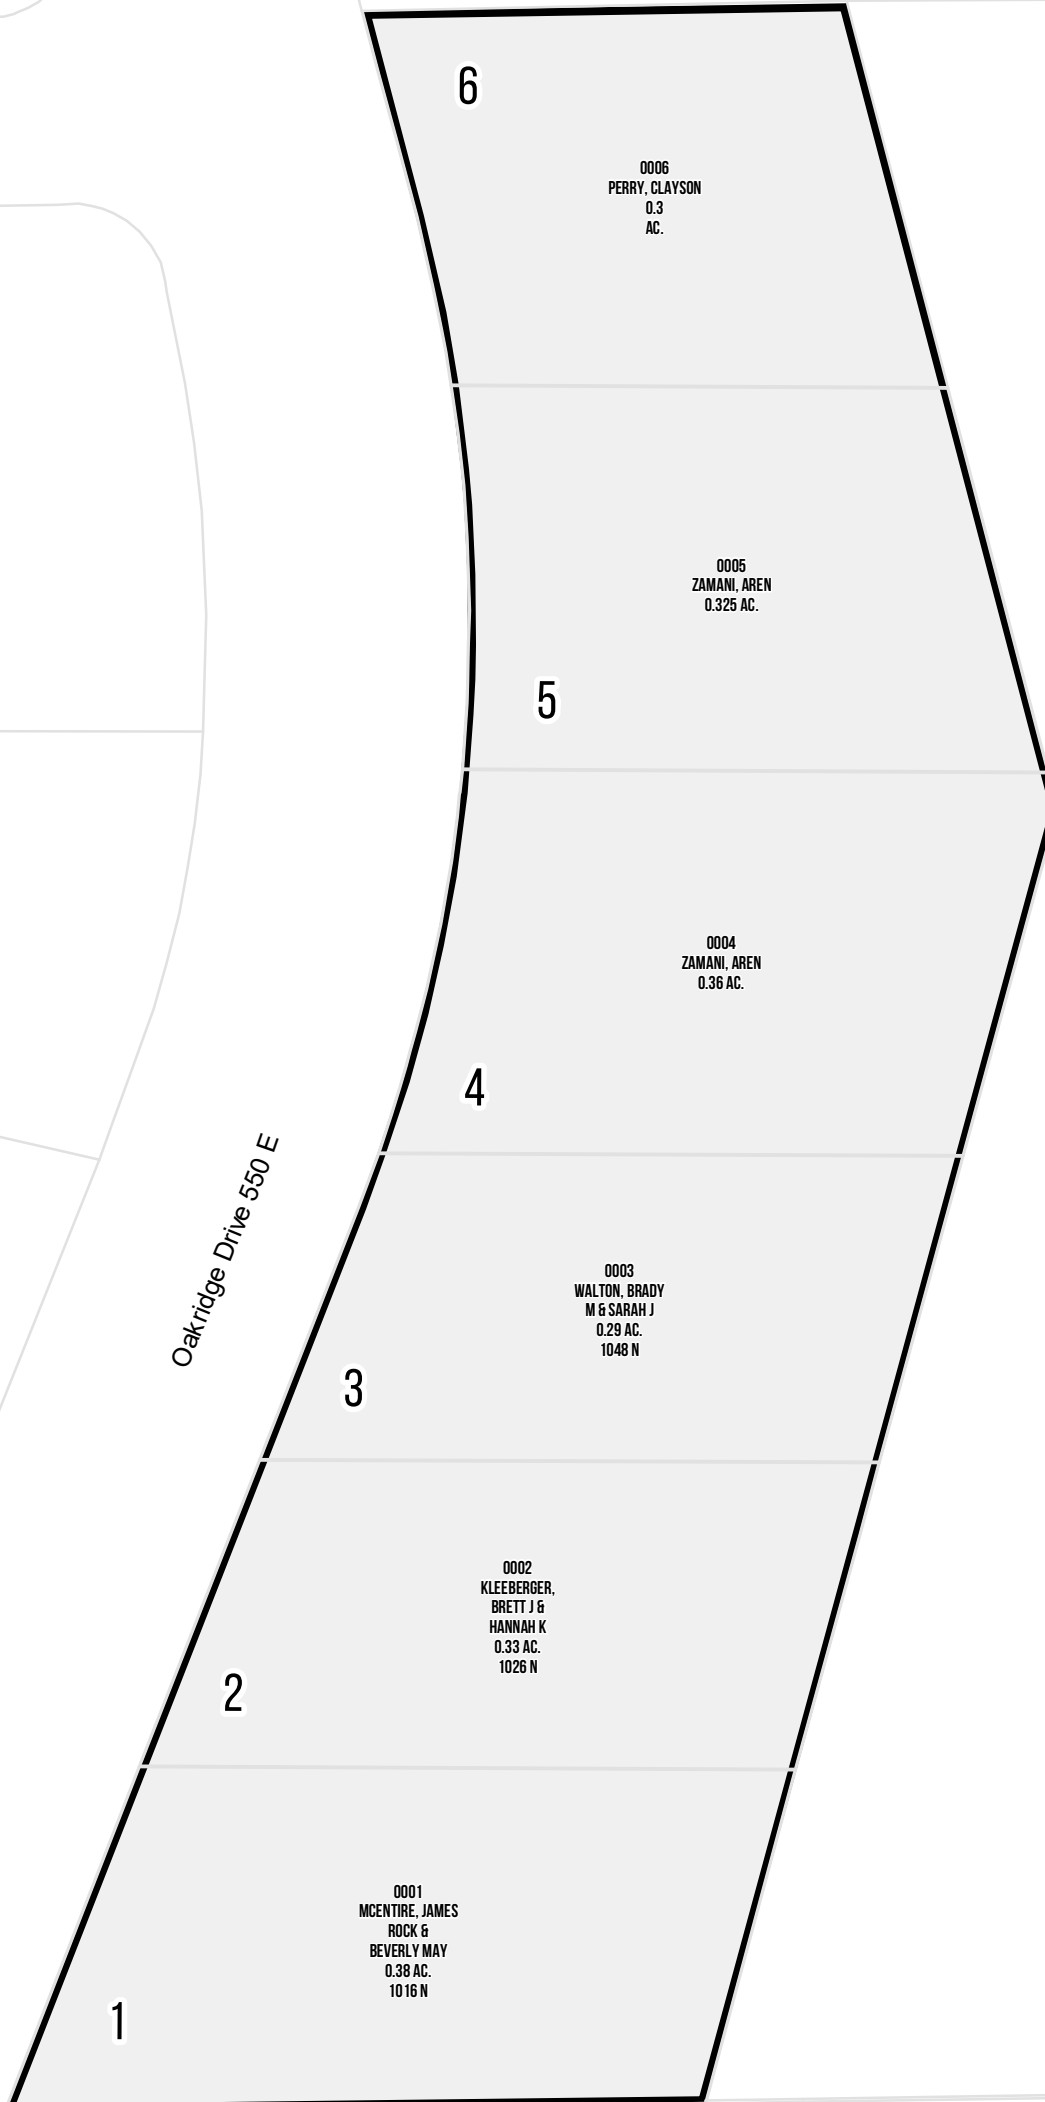 6
0006
PERRY, CLAYSON
0.3
AC.
0005
ZAMANI, AREN
0.325 AC.
5
0004
ZAMANI, AREN
0.36 AC.
4
Oakridge Drive 550 E
0003
WALTON, BRADY
M & SARAH J
0.29 AC.
1048 N
3
0002
KLEEBERGER,
BRETT J &
HANNAH K
0.33 AC.
1026 N
2
0001
MCENTIRE, JAMES
ROCK &
BEVERLY MAY
0.38 AC.
1016 N
1